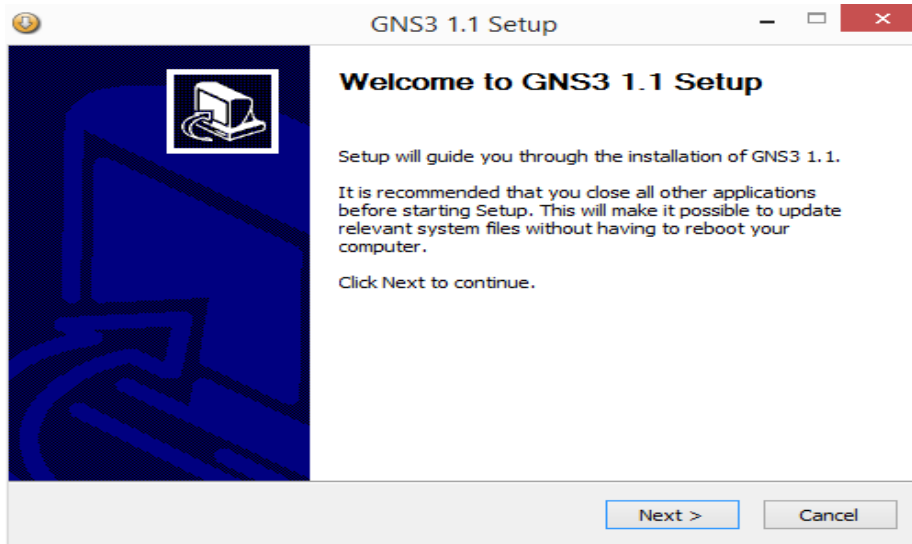 GNS3 1.1 Setup
Welcome to GNS3 1.1 Setup
Setup will guide you through the installation of GNS3 1.1.
It is recommended that you close all other applications
before starting Setup. This will make it possible to update
relevant system files without having to reboot your
computer.
Click Next to continue.
Next >
Cancel